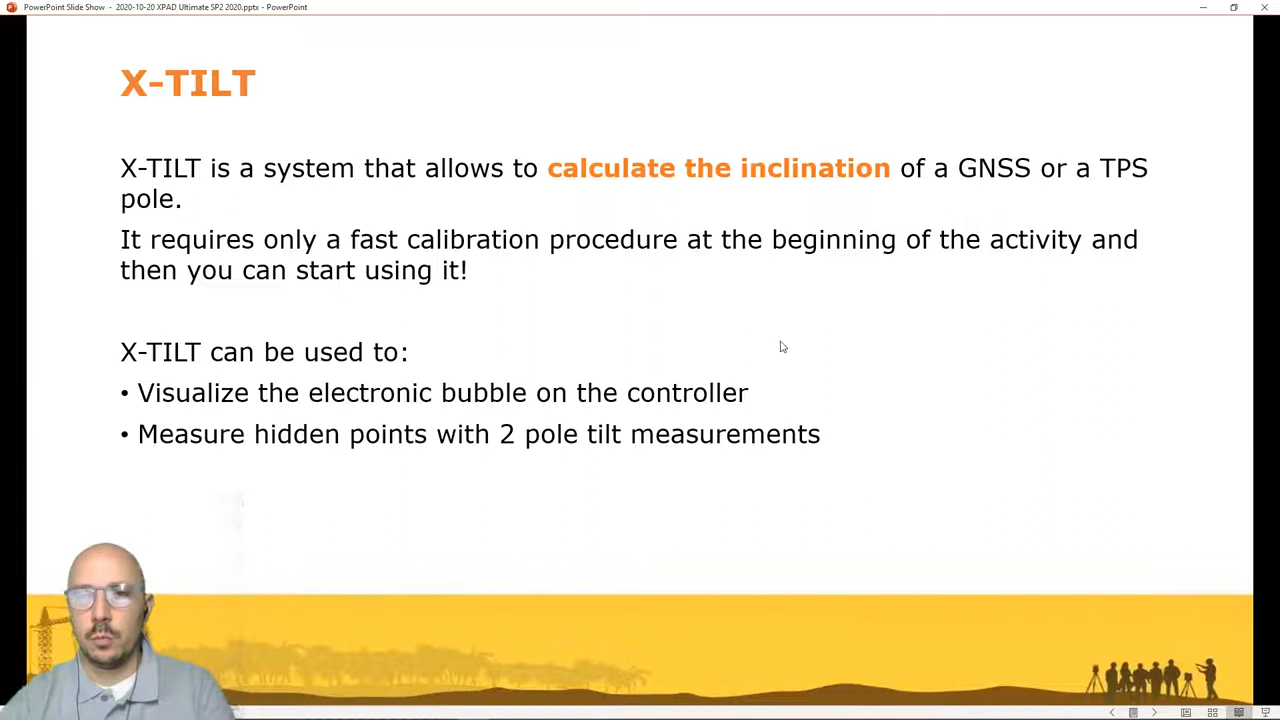 PowerPoint Slide Show - 2020-10-20 XPAD Ultimate SP2 2020.pptx - PowerPoint
X-TILT
X-TILT is a system that allows to calculate the inclination of a GNSS or a TPS
pole.
It requires only a fast calibration procedure at the beginning of the activity and
then you can start using it!
X-TILT can be used to:
• Visualize the electronic bubble on the controller
• Measure hidden points with 2 pole tilt measurements